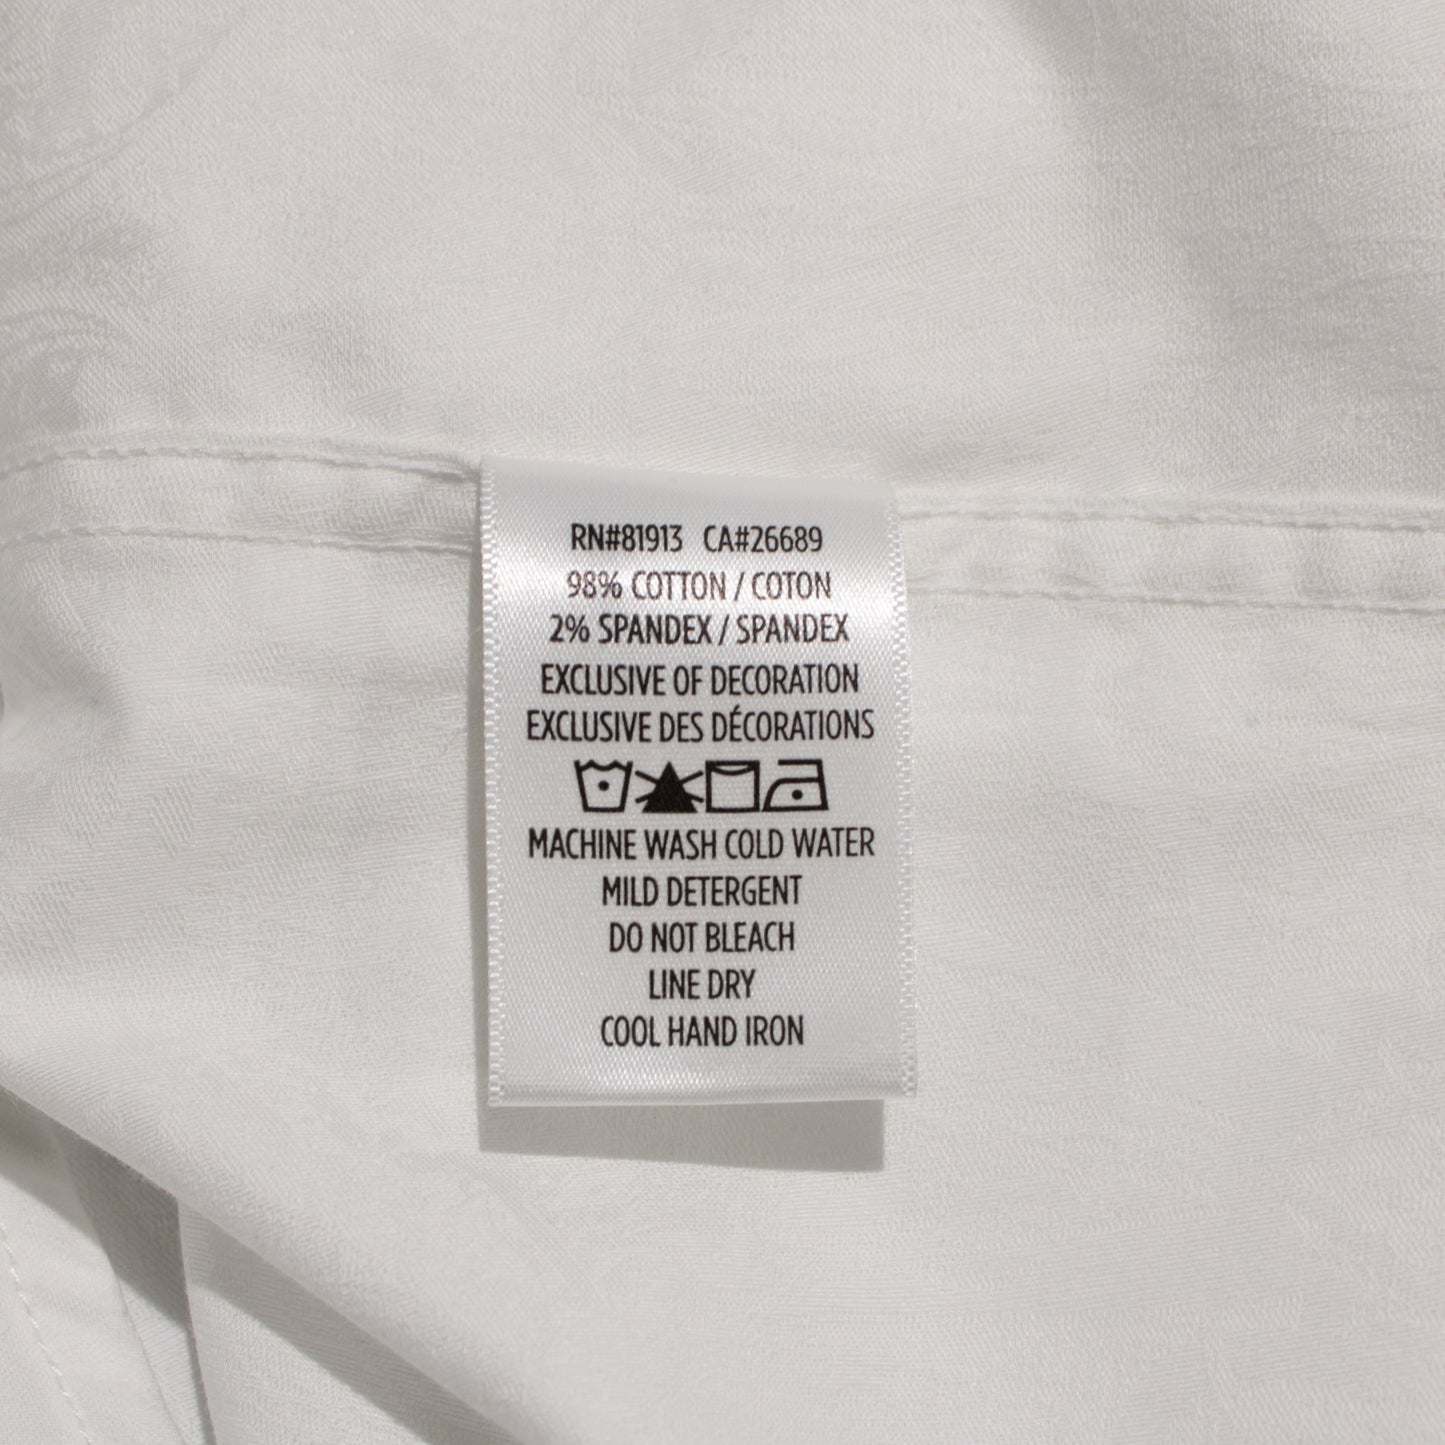 RN#81913 CA#26689
98% COTTON / COTON
2% SPANDEX / SPANDEX
EXCLUSIVE OF DECORATION
EXCLUSIVE DES DÉCORATIONS
MACHINE WASH COLD WATER
MILD DETERGENT
DO NOT BLEACH
LINE DRY
COOL HAND IRON